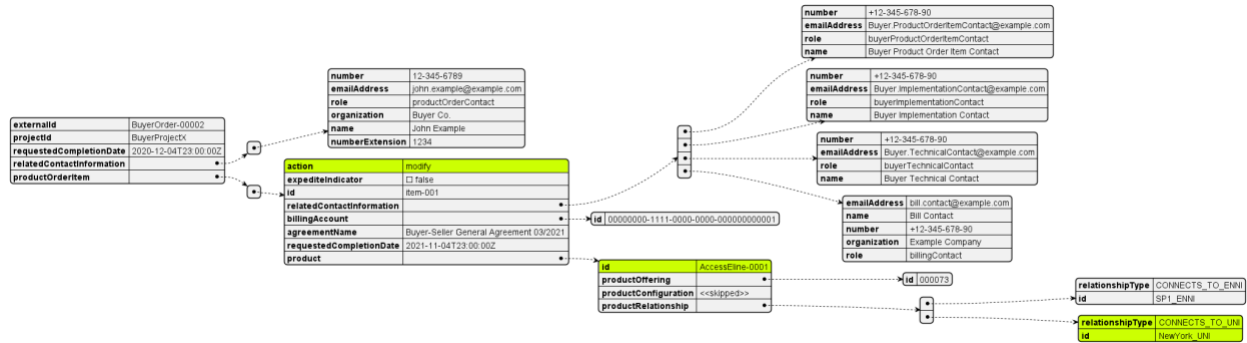 externalId BuyerOrder-00002
projectId BuyerProjectX
requestedCompletionDate 2020-12-04T23:00:00Z
relatedContactInformation
productOrderItem
number 12-345-6789
emailAddress john.example@example.com
role productOrderContact
organization Buyer Co.
name John Example
numberExtension 1234
action modify
expediteIndicator ☐ false
id item-001
relatedContactInformation
billingAccount
agreementName Buyer-Seller General Agreement 03/2021
requestedCompletionDate 2021-11-04T23:00:00Z
product
number +12-345-678-90
emailAddress Buyer.ProductOrderItemContact@example.com
role buyerProductOrderItemContact
name Buyer Product Order Item Contact
number +12-345-678-90
emailAddress Buyer.ImplementationContact@example.com
role buyerImplementationContact
name Buyer Implementation Contact
number +12-345-678-90
emailAddress Buyer.TechnicalContact@example.com
role buyerTechnicalContact
name Buyer Technical Contact
emailAddress bill.contact@example.com
name Bill Contact
number +12-345-678-90
organization Example Company
role billingContact
id 00000000-1111-0000-0000-000000000001
id AccessEline-0001
productOffering
productConfiguration <<skipped>>
productRelationship
id 000073
relationshipType CONNECTS_TO_ENNI
id SP1_ENNI
relationshipType CONNECTS_TO_UNI
id NewYork_UNI